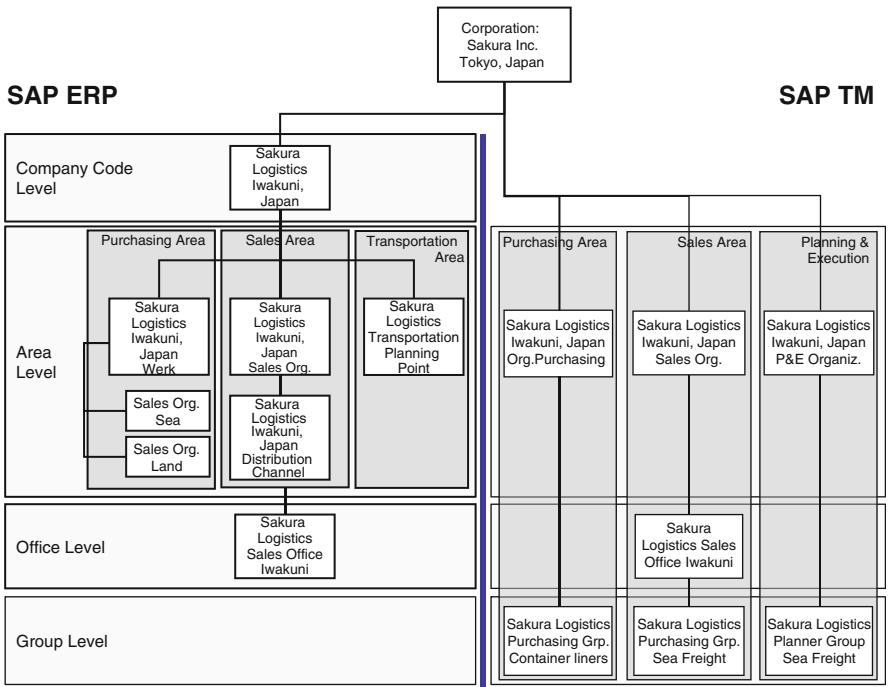 Corporation:
Sakura Inc.
Tokyo, Japan
SAP ERP
SAP TM
Company Code
Level
Sakura
Logistics
Iwakuni,
Japan
Area
Level
Purchasing Area
Sakura
Logistics
Iwakuni,
Japan
Werk
Sales Org.
Sea
Sales Org.
Land
Sales Area
Sakura
Logistics
Iwakuni,
Japan
Sales Org.
Sakura
Logistics
Iwakuni,
Japan
Distribution
Channel
Transportation
Area
Sakura
Logistics
Transportation
Planning
Point
Office Level
Sakura
Logistics
Sales Office
Iwakuni
Group Level
Purchasing Area
Sakura Logistics
Iwakuni, Japan
Org.Purchasing
Sakura Logistics
Purchasing Grp.
Container liners
Sales Area
Sakura Logistics
Iwakuni, Japan
Sales Org.
Sakura
Logistics Sales
Office Iwakuni
Sakura Logistics
Purchasing Grp.
Sea Freight
Planning &
Execution
Sakura Logistics
Iwakuni, Japan
P&E Organiz.
Sakura Logistics
Planner Group
Sea Freight